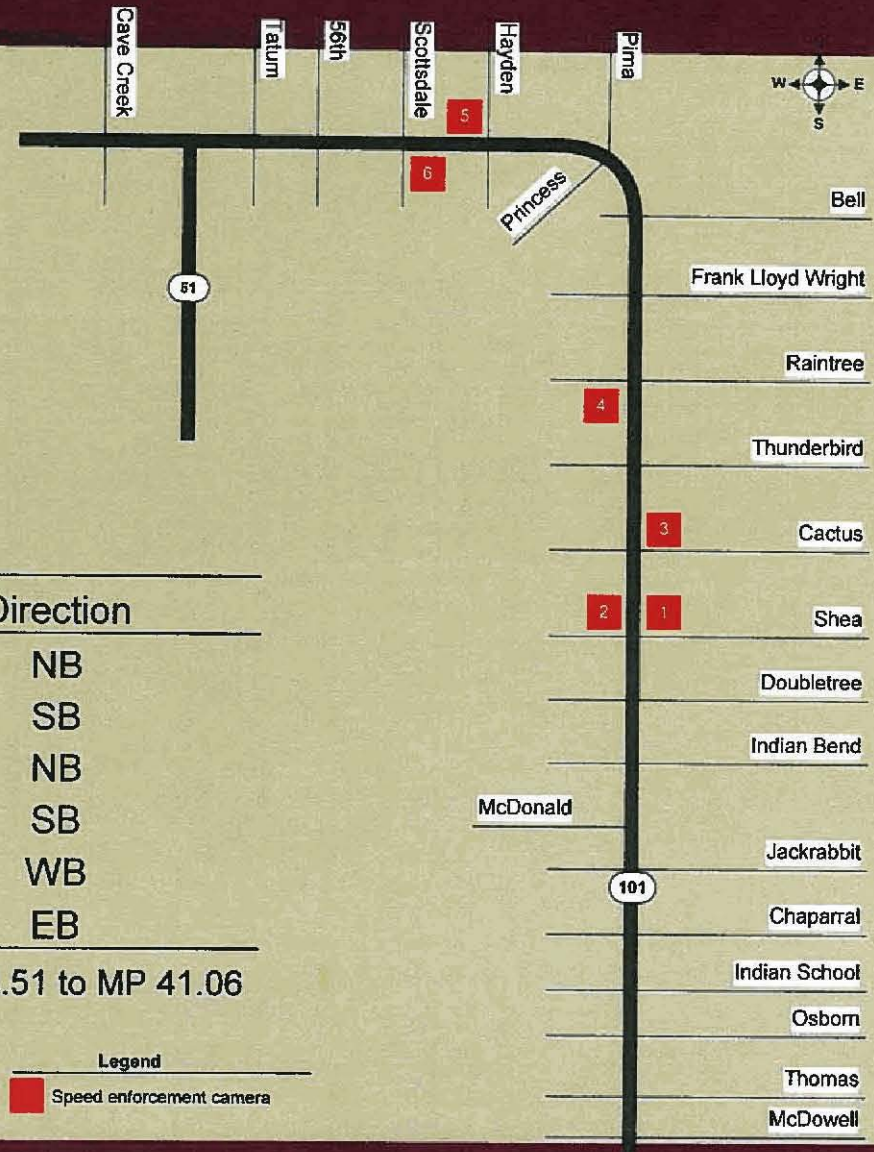 Cave Creek
Tatum
56th
Scottsdale
Hayden
Pima
W E
S
5
6
Princess
Bell
51
Frank Lloyd Wright
Raintree
4
Thunderbird
3
Cactus
2
1
Shea
Direction
NB
SB
NB
SB
WB
EB
.51 to MP 41.06
Doubletree
Indian Bend
McDonald
Jackrabbit
101
Chaparral
Indian School
Osborn
Thomas
McDowell
Legend
Speed enforcement camera